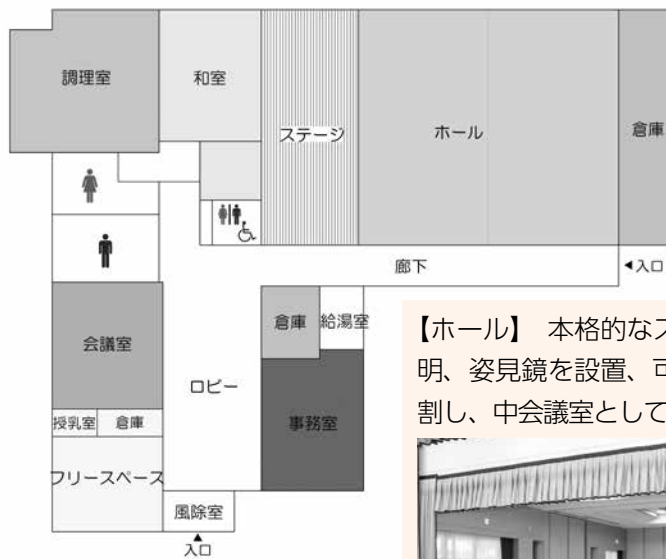 調理室
和室
ステージ
ホール
倉庫
廊下
◀入口
倉庫
給湯室
会議室
ロビー
事務室
授乳室
倉庫
フリースペース
風除室
▲
入口
【ホール】 本格的なス
明、姿見鏡を設置、可
割し、中会議室として